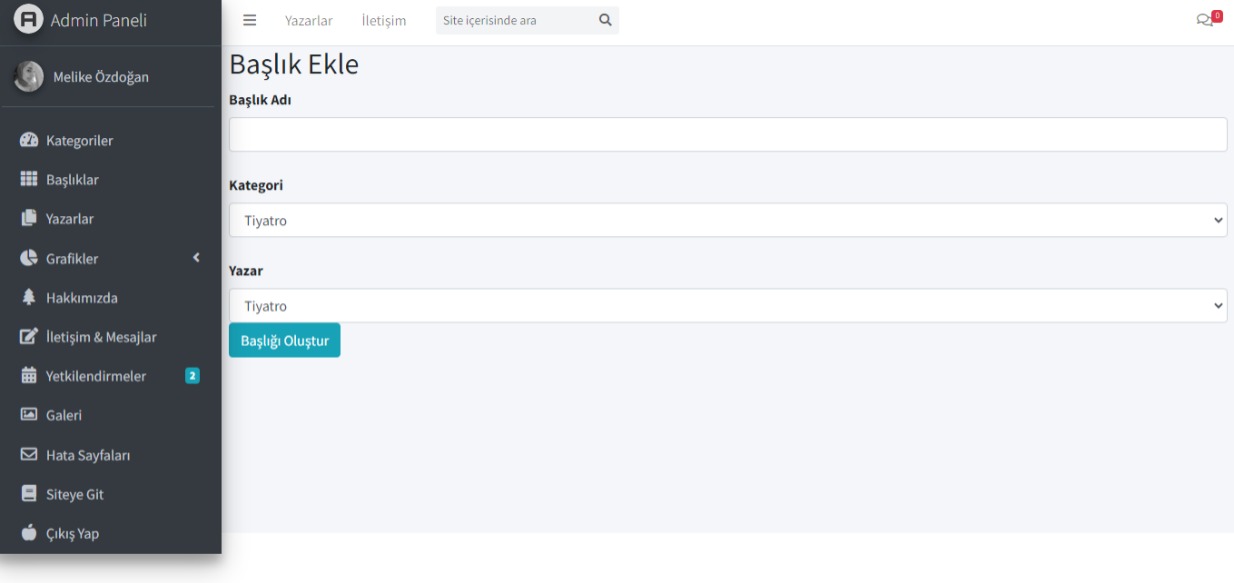 Admin Paneli
Yazarlar İletişim Site içerisinde ara 0
Melike Özdoğan
Kategoriler
Başlıklar
Yazarlar
Grafikler
Hakkımızda
İletişim & Mesajlar
Yetkilendirmeler 2
Galeri
Hata Sayfaları
Siteye Git
Çıkış Yap
Başlık Ekle
Başlık Adı
Kategori
Tiyatro
Yazar
Tiyatro
Başlığı Oluştur